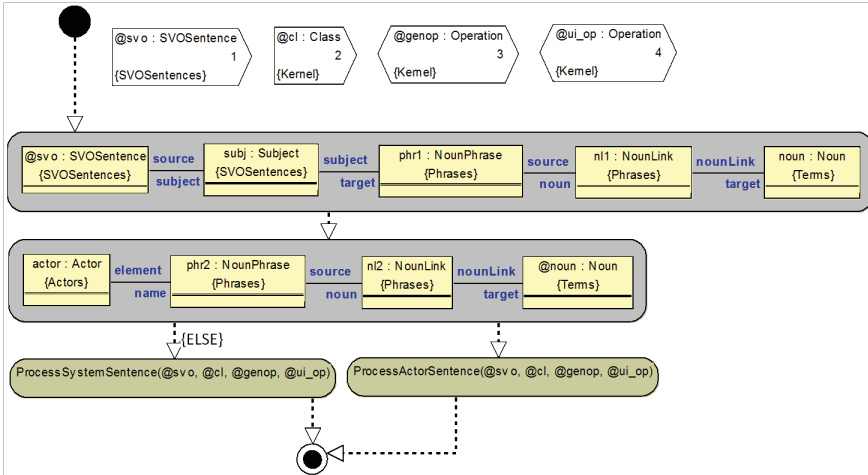 @svo : SVOSentence
1
{SVOSentences}
@cl : Class
2
{Kernel}
@genop : Operation
3
{Kernel}
@ui_op : Operation
4
{Kernel}
@svo : SVOSentence
{SVOSentences}
source
subject
subj : Subject
{SVOSentences}
subject
target
phr1 : NounPhrase
{Phrases}
source
noun
nl1 : NounLink
{Phrases}
nounLink
target
noun : Noun
{Terms}
actor : Actor
{Actors}
element
name
phr2 : NounPhrase
{Phrases}
source
noun
nl2 : NounLink
{Phrases}
nounLink
target
@noun : Noun
{Terms}
{ELSE}
ProcessSystemSentence(@svo, @cl, @genop, @ui_op)
ProcessActorSentence(@svo, @cl, @genop, @ui_op)